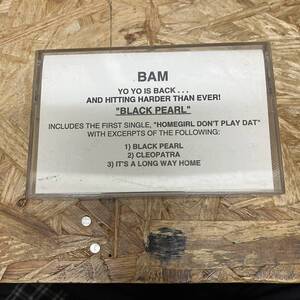 BAM
YO YO IS BACK . . .
AND HITTING HARDER THAN EVER!
"BLACK PEARL"
INCLUDES THE FIRST SINGLE, "HOMEGIRL DON'T PLAY DAT"
WITH EXCERPTS OF THE FOLLOWING:
1) BLACK PEARL
2) CLEOPATRA
3) IT'S A LONG WAY HOME